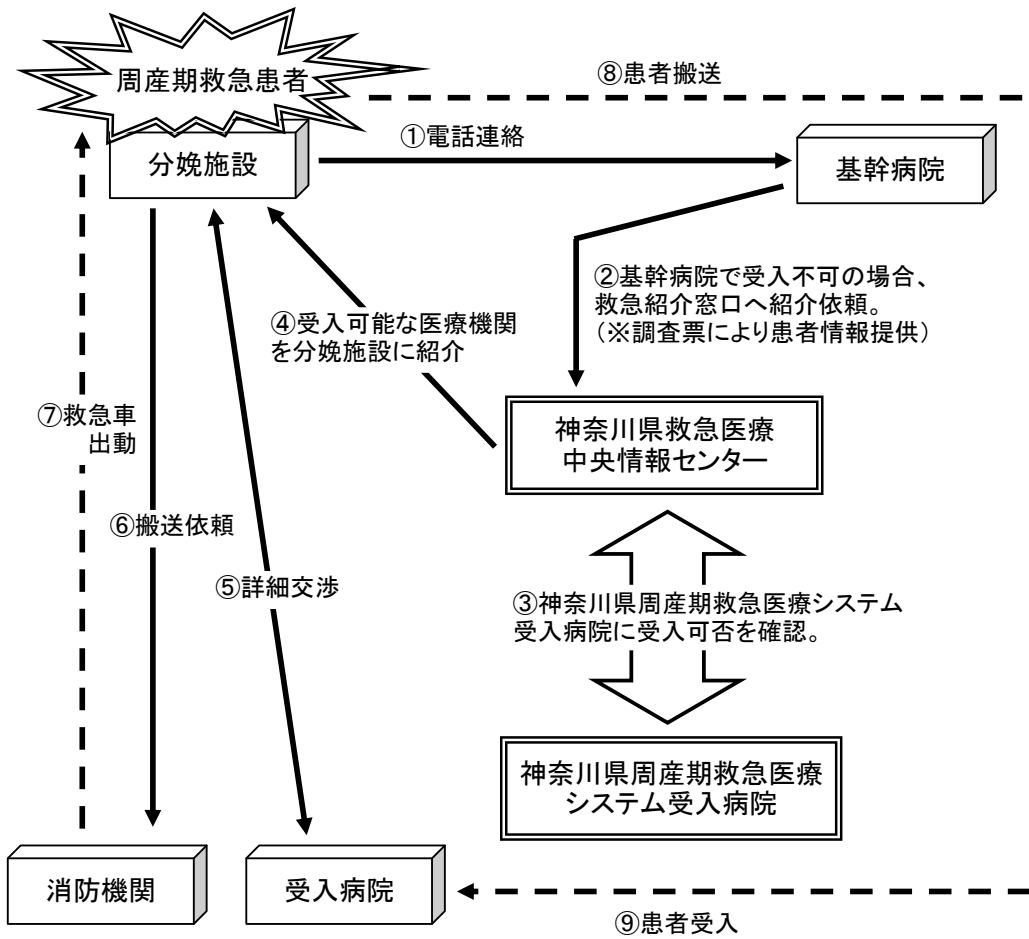 周産期救急患者
⑧患者搬送
①電話連絡
分娩施設
基幹病院
②基幹病院で受入不可の場合、
救急紹介窓口へ紹介依頼。
(※調査票により患者情報提供)
④受入可能な医療機関
を分娩施設に紹介
⑦救急車
出動
神奈川県救急医療
中央情報センター
⑥搬送依頼
⑤詳細交渉
③神奈川県周産期救急医療システム
受入病院に受入可否を確認。
神奈川県周産期救急医療
システム受入病院
消防機関
受入病院
⑨患者受入